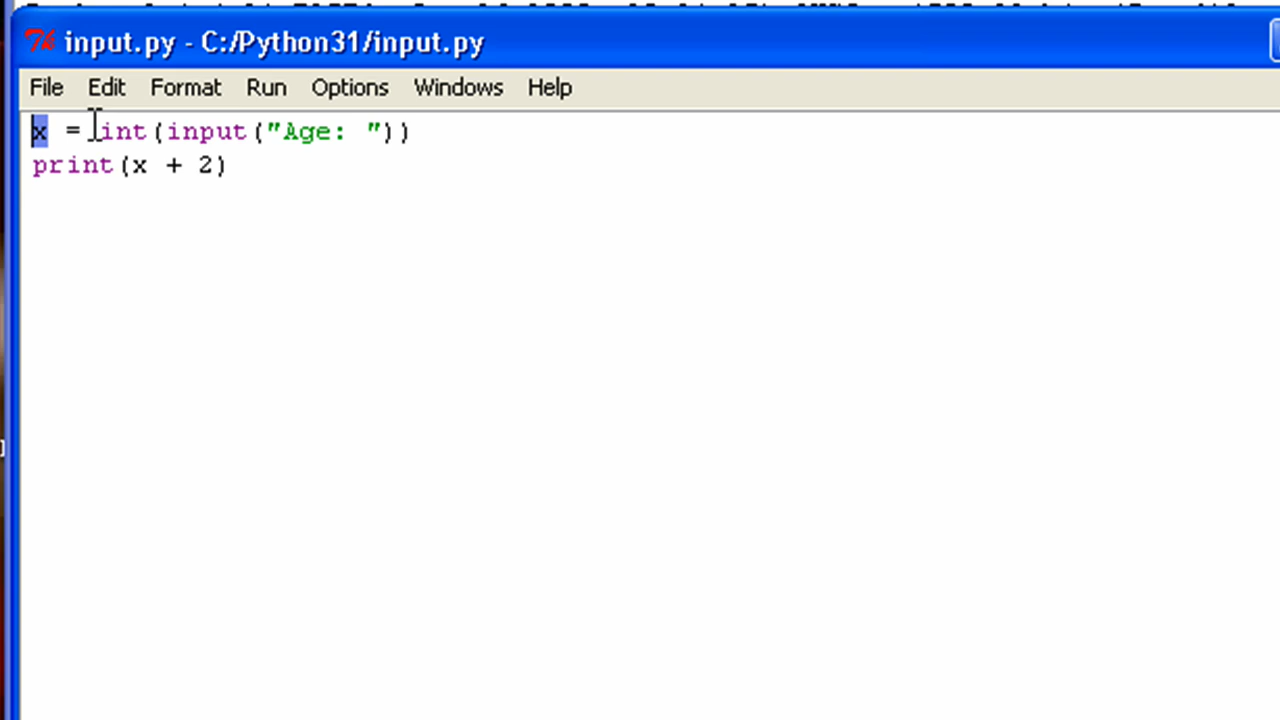 input.py - C:/Python31/input.py
File Edit Format Run Options Windows Help
x = int(input("Age: "))
print(x + 2)